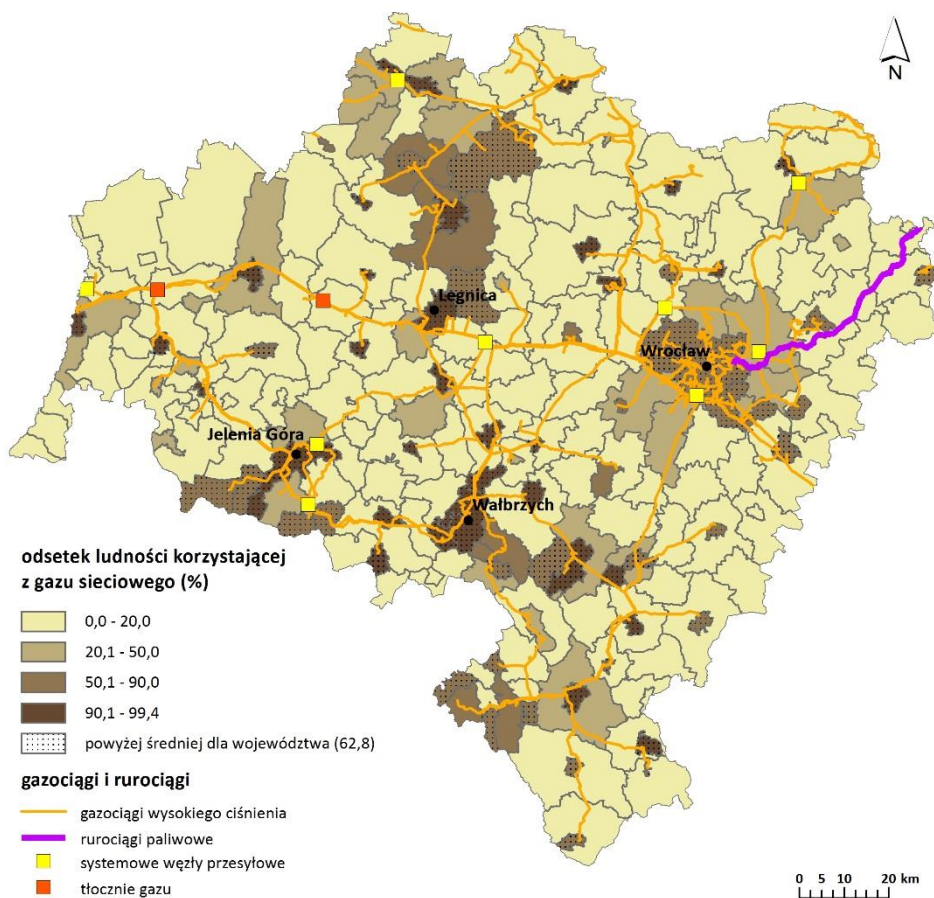 N
Legnica
Wrocław
Jelenia Góra
Wałbrzych
odsetek ludności korzystającej
z gazu sieciowego (%)
0,0 - 20,0
20,1 - 50,0
50,1 - 90,0
90,1 - 99,4
powyżej średniej dla województwa (62,8)
gazociągi i rurociągi
gazociągi wysokiego ciśnienia
rurociągi paliwowe
systemowe węzły przesyłowe
tłocznie gazu
0 5 10 20 km